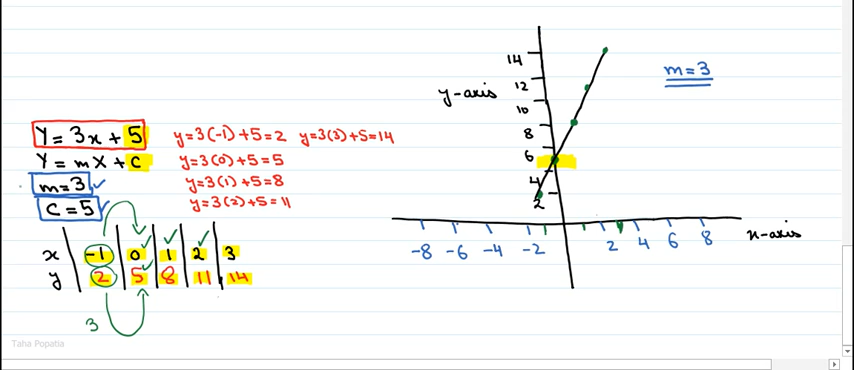 Y = 3x + 5
Y = mX + C
m = 3
C = 5
y = 3(-1) + 5 = 2
y = 3(3) + 5 = 14
y = 3(0) + 5 = 5
y = 3(1) + 5 = 8
y = 3(2) + 5 = 11
x -1 0 1 2 3
y 2 5 8 11 14
3
m = 3
y-axis
14
12
10
8
6
4
2
-8 -6 -4 -2 2 4 6 8
x-axis
Taha Popatia